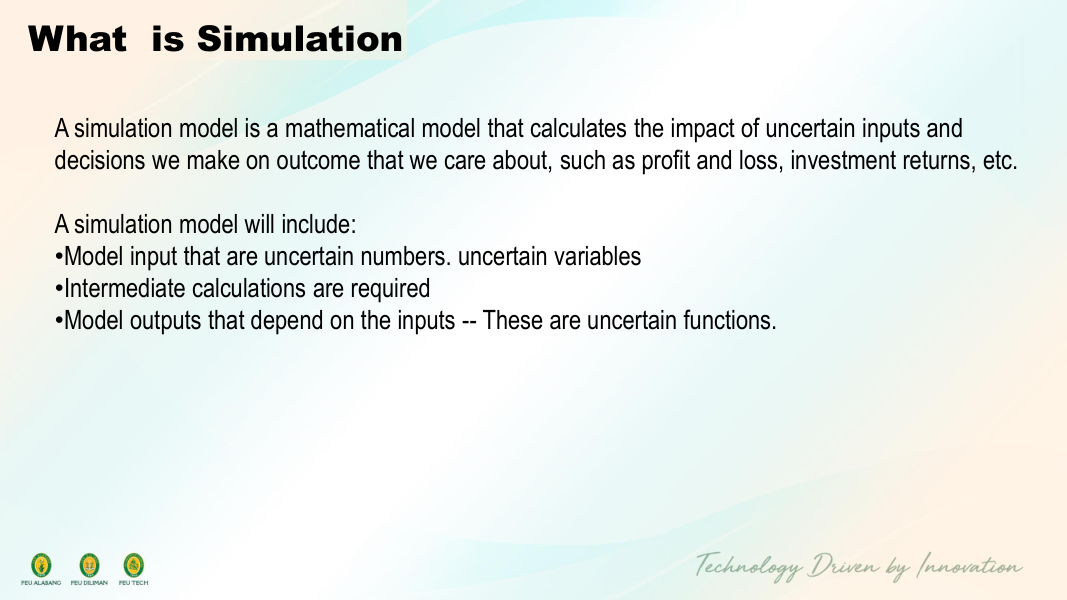 What  is Simulation
A simulation model is a mathematical model that calculates the impact of uncertain inputs and
decisions we make on outcome that we care about, such as profit and loss, investment returns, etc.
A simulation model will include:
•Model input that are uncertain numbers. uncertain variables
•Intermediate calculations are required
•Model outputs that depend on the inputs -- These are uncertain functions.
FEU ALABANG FEU DILIMAN FEU TECH
Technology Driven by Innovation